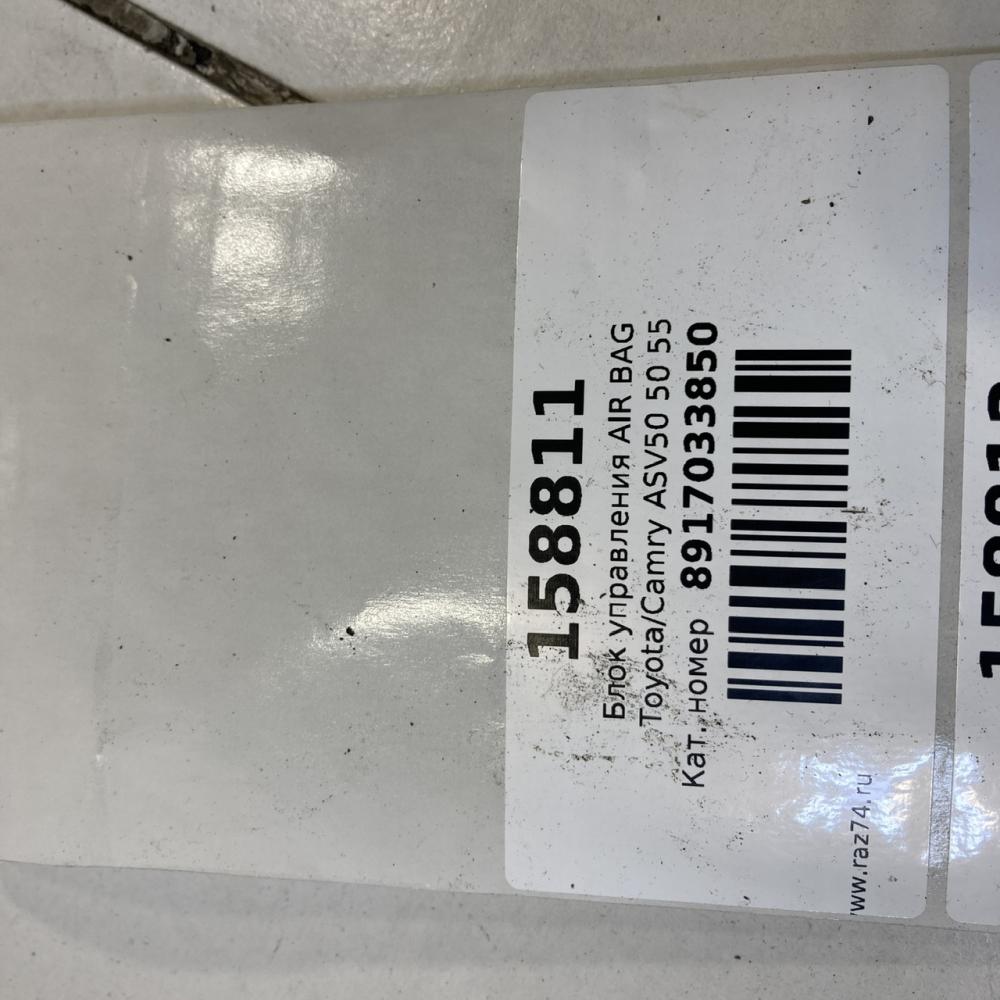 158811
Блок управления AIR BAG
Toyota/Camry ASV50 50 55
Кат. номер 8917033850
www.raz74.ru